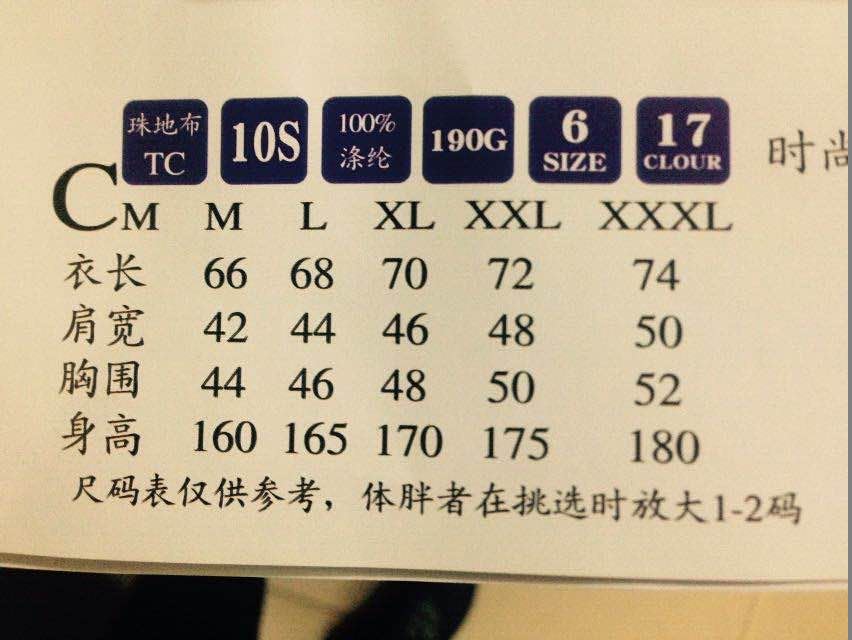 珠地布 TC 10S 100% 涤纶 190G 6 SIZE 17 CLOUR 时尚
CM M L XL XXL XXXL
衣长 66 68 70 72 74
肩宽 42 44 46 48 50
胸围 44 46 48 50 52
身高 160 165 170 175 180
尺码表仅供参考，体胖者在挑选时放大1-2码